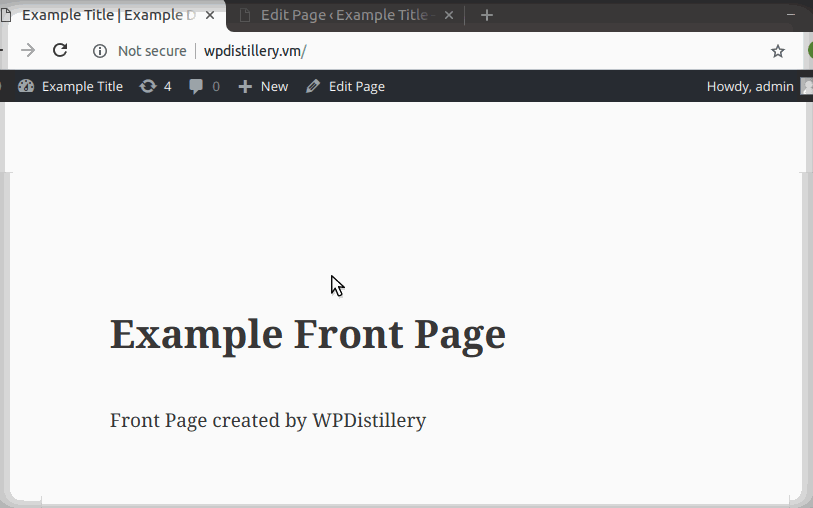 Example Title | Example D
Edit Page ‹ Example Title -
Not secure | wpdistillery.vm/
Example Title 4 0 New Edit Page Howdy, admin
Example Front Page
Front Page created by WPDistillery